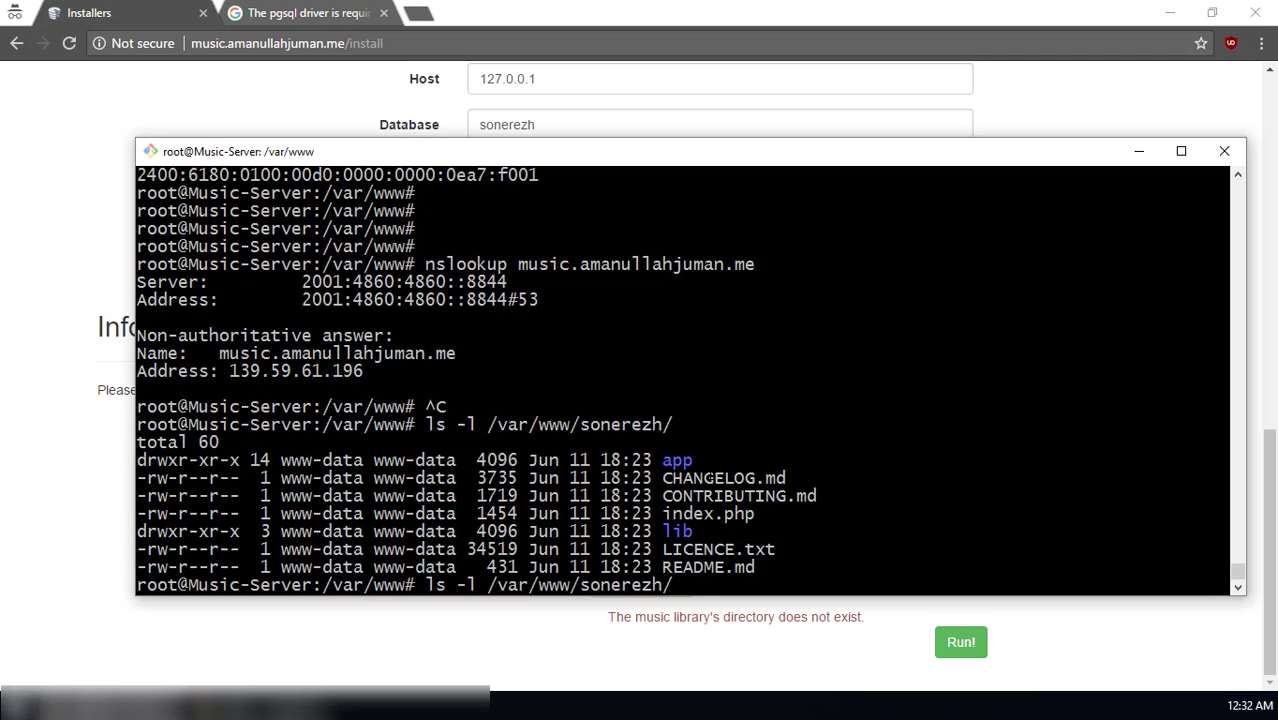 Installers
The pgsql driver is requi
Not secure | music.amanullahjuman.me/install
Host 127.0.0.1
Database sonerezh
root@Music-Server: /var/www
2400:6180:0100:00d0:0000:0000:0ea7:f001
root@Music-Server:/var/www#
root@Music-Server:/var/www#
root@Music-Server:/var/www#
root@Music-Server:/var/www#
root@Music-Server:/var/www# nslookup music.amanullahjuman.me
Server: 2001:4860:4860::8844
Address: 2001:4860:4860::8844#53
Info
Non-authoritative answer:
Name: music.amanullahjuman.me
Address: 139.59.61.196
Please
root@Music-Server:/var/www# ^C
root@Music-Server:/var/www# ls -l /var/www/sonerezh/
total 60
drwxr-xr-x 14 www-data www-data 4096 Jun 11 18:23 app
-rw-r--r-- 1 www-data www-data 3735 Jun 11 18:23 CHANGELOG.md
-rw-r--r-- 1 www-data www-data 1719 Jun 11 18:23 CONTRIBUTING.md
-rw-r--r-- 1 www-data www-data 1454 Jun 11 18:23 index.php
drwxr-xr-x 3 www-data www-data 4096 Jun 11 18:23 lib
-rw-r--r-- 1 www-data www-data 34519 Jun 11 18:23 LICENCE.txt
-rw-r--r-- 1 www-data www-data 431 Jun 11 18:23 README.md
root@Music-Server:/var/www# ls -l /var/www/sonerezh/
The music library's directory does not exist.
Run!
12:32 AM